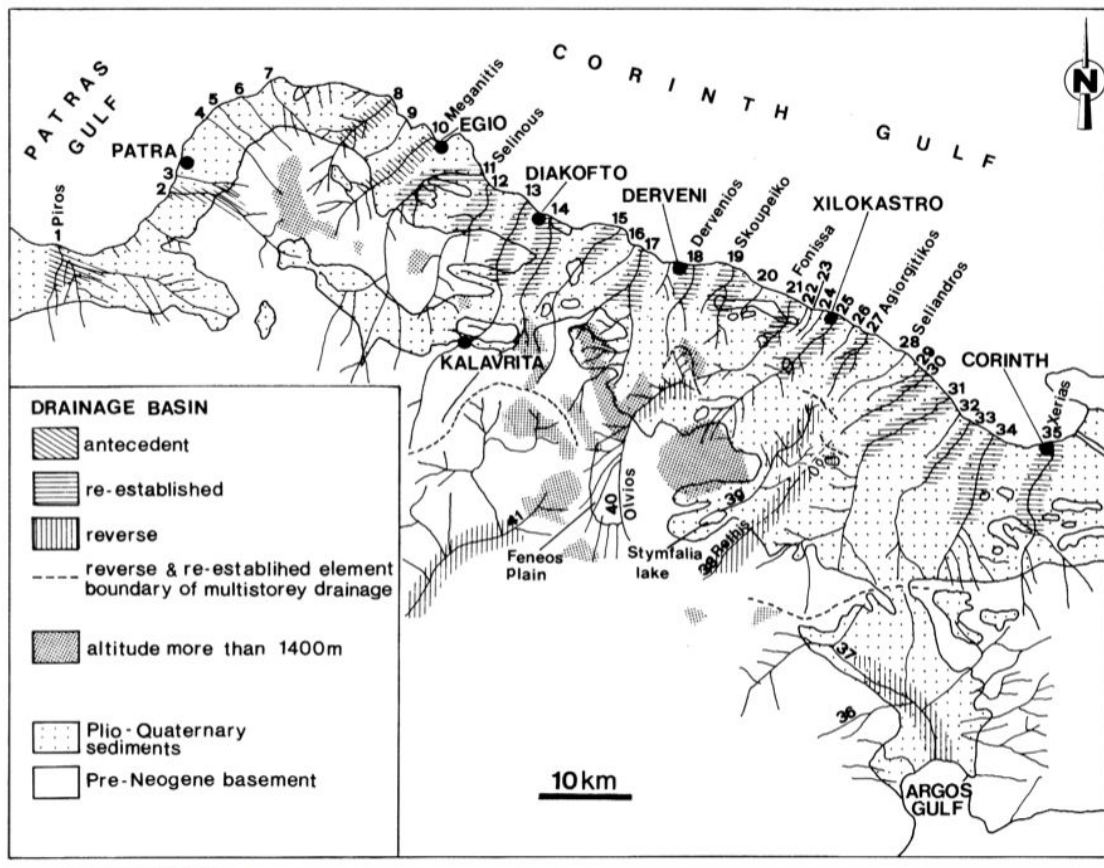 PATRAS
GULF
CORINTH GULF
N
7
8
5 6
4
9
10 Meganitis
EGIO
PATRA
3
2
11 Selinous
12
13
DIAKOFTO
14
1 Piros
15
16
17
DERVENI
18 Dervenios
19 Skoupeiko
20
XILOKASTRO
21 Fonissa
22 23
24
25
26
27 Agiorgitikos
28 Seliandros
29
30
KALAVRITA
31
32
33
34
CORINTH
35 Xerias
DRAINAGE BASIN
antecedent
re-established
reverse
reverse & re-establihed element
boundary of multistorey drainage
altitude more than 1400m
Plio-Quaternary
sediments
Pre-Neogene basement
41
40
Olvios
39
Feneos
plain
Stymfalia
lake
38 Rethis
37
36
10km
ARGOS
GULF